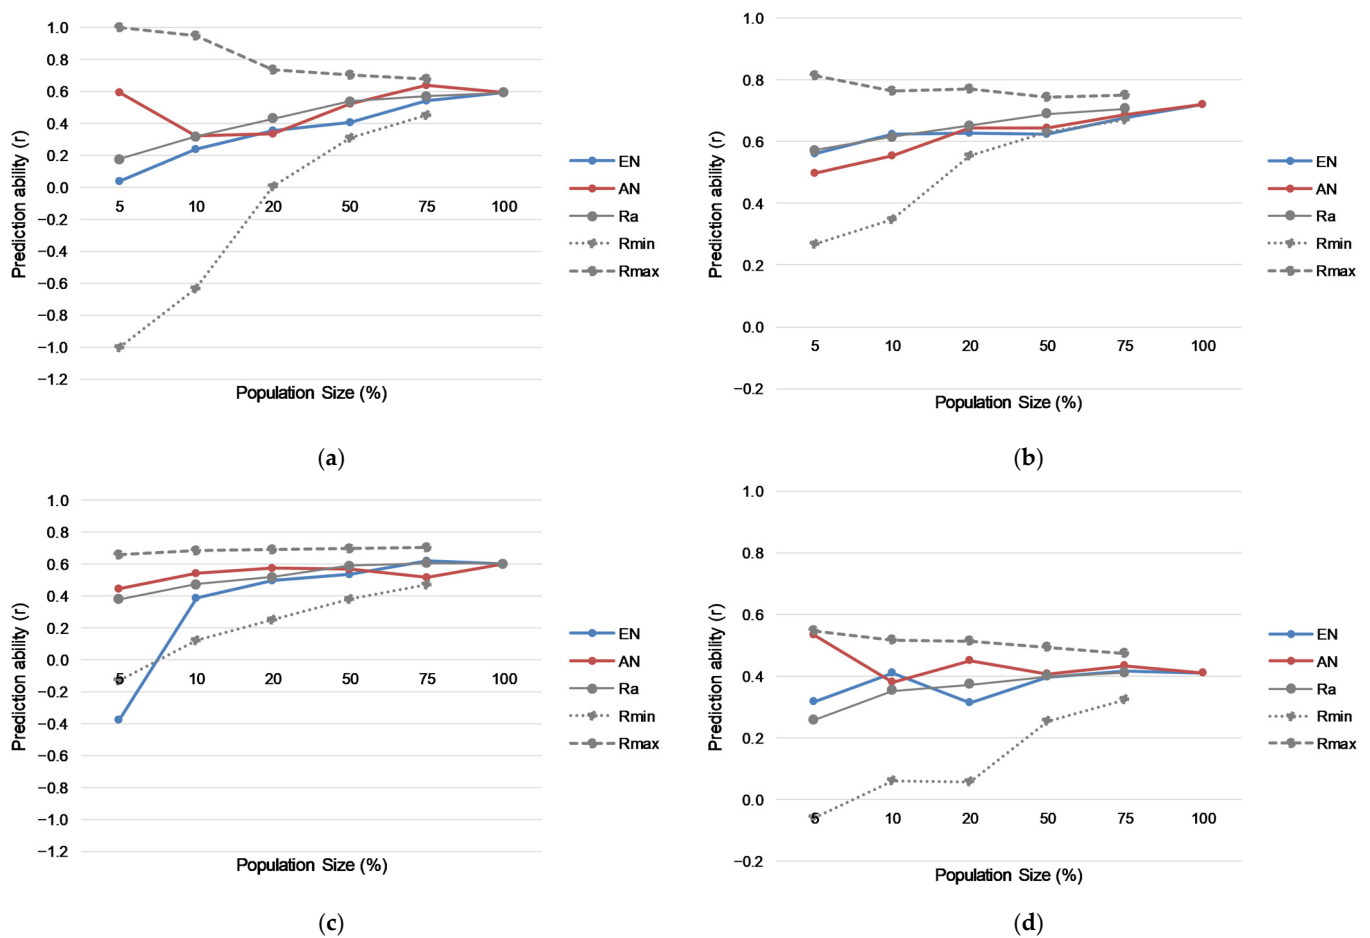 1.0
0.8
0.6
0.4
0.2
0.0
−0.2
−0.4
−0.6
−0.8
−1.0
−1.2
Prediction ability (r)
5 10 20 50 75 100
Population Size (%)
EN
AN
Ra
Rmin
Rmax
(a)
1.0
0.8
0.6
0.4
0.2
0.0
−0.2
Prediction ability (r)
5 10 20 50 75 100
Population Size (%)
EN
AN
Ra
Rmin
Rmax
(b)
1.0
0.8
0.6
0.4
0.2
0.0
−0.2
−0.4
−0.6
−0.8
−1.0
−1.2
Prediction ability (r)
5 10 20 50 75 100
Population Size (%)
EN
AN
Ra
Rmin
Rmax
(c)
1.0
0.8
0.6
0.4
0.2
0.0
−0.2
Prediction ability (r)
5 10 20 50 75 100
Population Size (%)
EN
AN
Ra
Rmin
Rmax
(d)